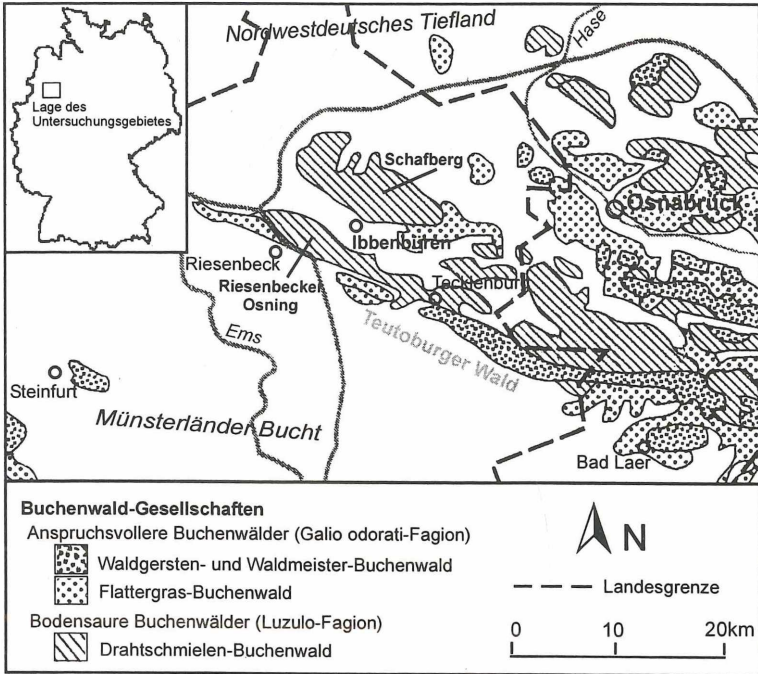 Nordwestdeutsches Tiefland
Hase
Lage des
Untersuchungsgebietes
Schafberg
Osnabrück
Ibbenbüren
Riesenbeck
Riesenbecker
Osning
Tecklenburg
Teutoburger Wald
Ems
Steinfurt
Münsterländer Bucht
Bad Laer
Buchenwald-Gesellschaften
Anspruchsvollere Buchenwälder (Galio odorati-Fagion)
Waldgersten- und Waldmeister-Buchenwald
Flattergras-Buchenwald
Bodensaure Buchenwälder (Luzulo-Fagion)
Drahtschmielen-Buchenwald
N
Landesgrenze
0 10 20km